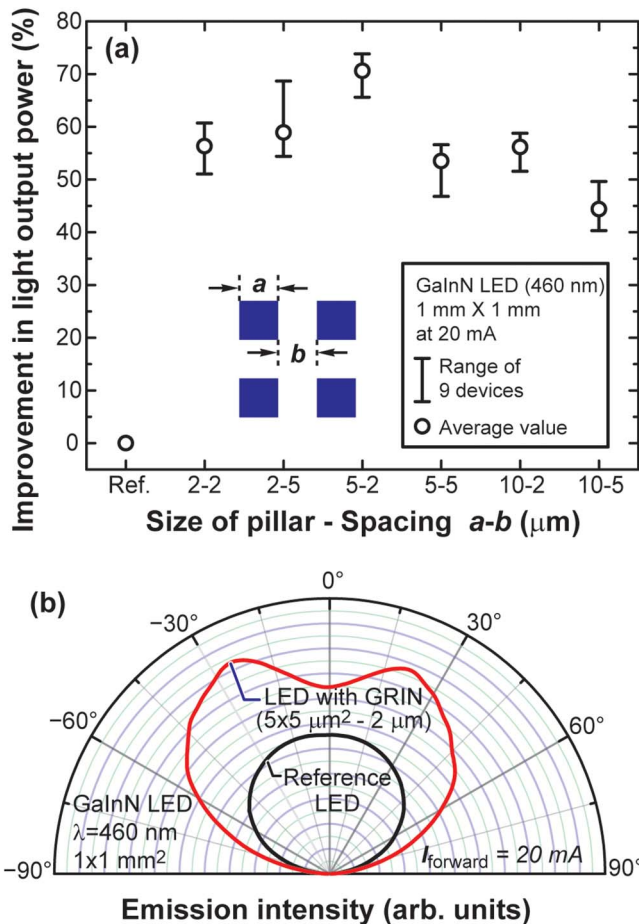 Improvement in light output power (%)
80
70
60
50
40
30
20
10
0
(a)
a
b
GaInN LED (460 nm)
1 mm X 1 mm
at 20 mA
Range of
9 devices
Average value
Ref. 2-2 2-5 5-2 5-5 10-2 10-5
Size of pillar - Spacing a-b (μm)
(b)
0°
−30° 30°
−60° 60°
−90° 90°
LED with GRIN
(5x5 μm² - 2 μm)
Reference
LED
GaInN LED
λ=460 nm
1x1 mm²
Iforward = 20 mA
Emission intensity (arb. units)